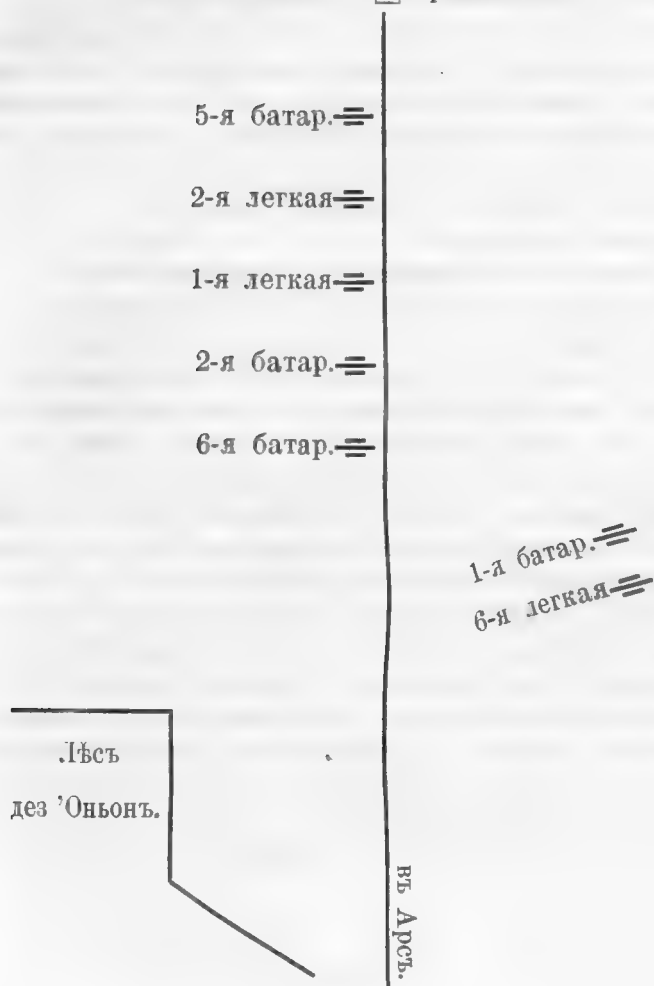 5-я батар.
2-я легкая
1-я легкая
2-я батар.
6-я батар.
1-я батар.
6-я легкая
Лѣсъ
дез 'Оньонъ.
въ Арсъ.